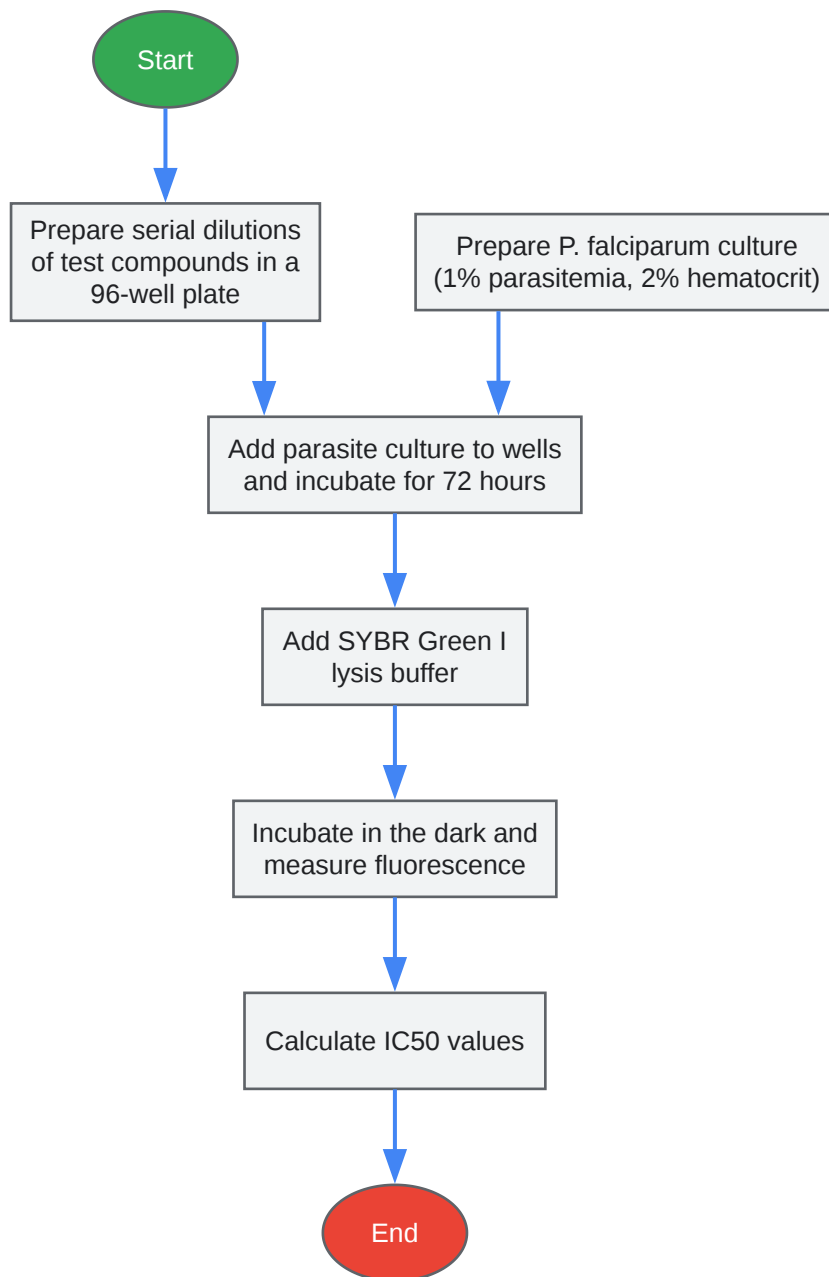 Start
Prepare serial dilutions
of test compounds in a
96-well plate
Prepare P. falciparum culture
(1% parasitemia, 2% hematocrit)
Add parasite culture to wells
and incubate for 72 hours
Add SYBR Green I
lysis buffer
Incubate in the dark and
measure fluorescence
Calculate IC50 values
End